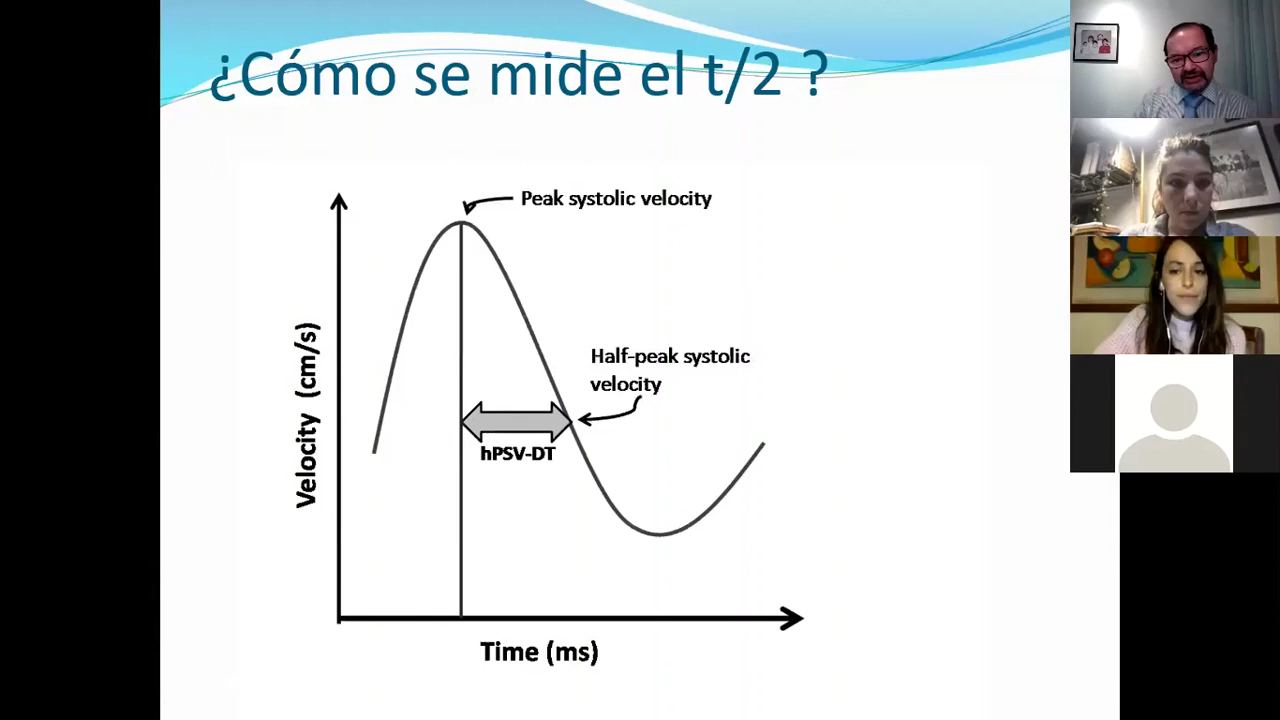 ¿Cómo se mide el t/2 ?
Peak systolic velocity
Half-peak systolic
velocity
hPSV-DT
Velocity (cm/s)
Time (ms)